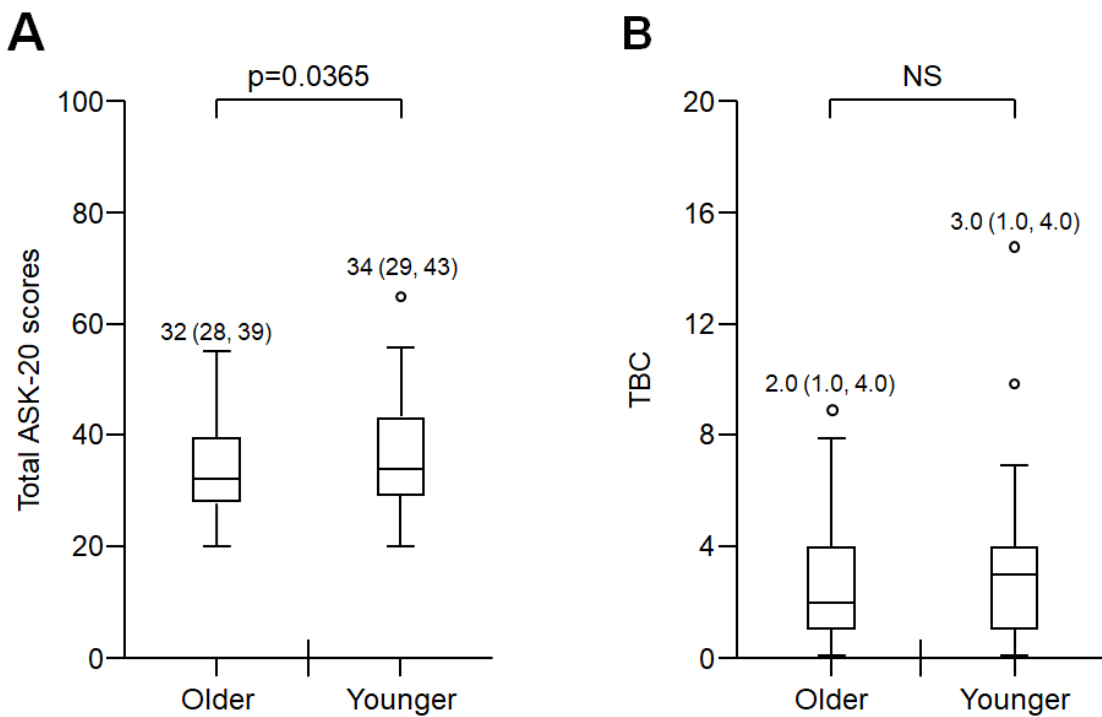 A
p=0.0365
100
80
60
40
20
0
Total ASK-20 scores
32 (28, 39)
34 (29, 43)
Older
Younger
B
NS
20
16
12
8
4
0
TBC
2.0 (1.0, 4.0)
3.0 (1.0, 4.0)
Older
Younger